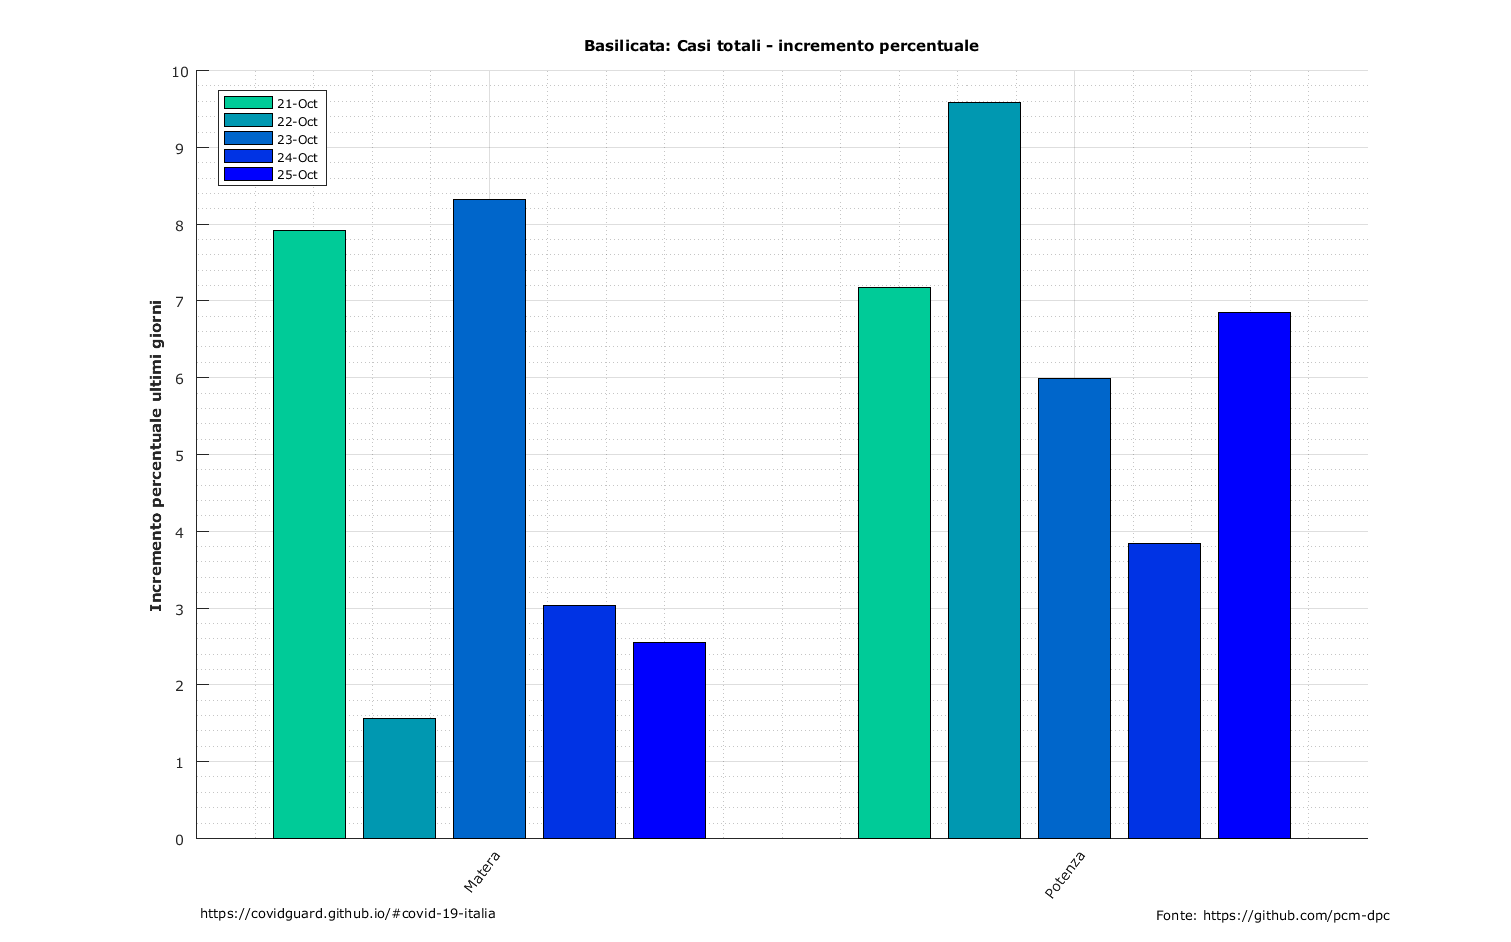 Basilicata: Casi totali - incremento percentuale
10
9
8
7
6
5
4
3
2
1
0
Incremento percentuale ultimi giorni
21-Oct
22-Oct
23-Oct
24-Oct
25-Oct
Matera
Potenza
https://covidguard.github.io/#covid-19-italia
Fonte: https://github.com/pcm-dpc